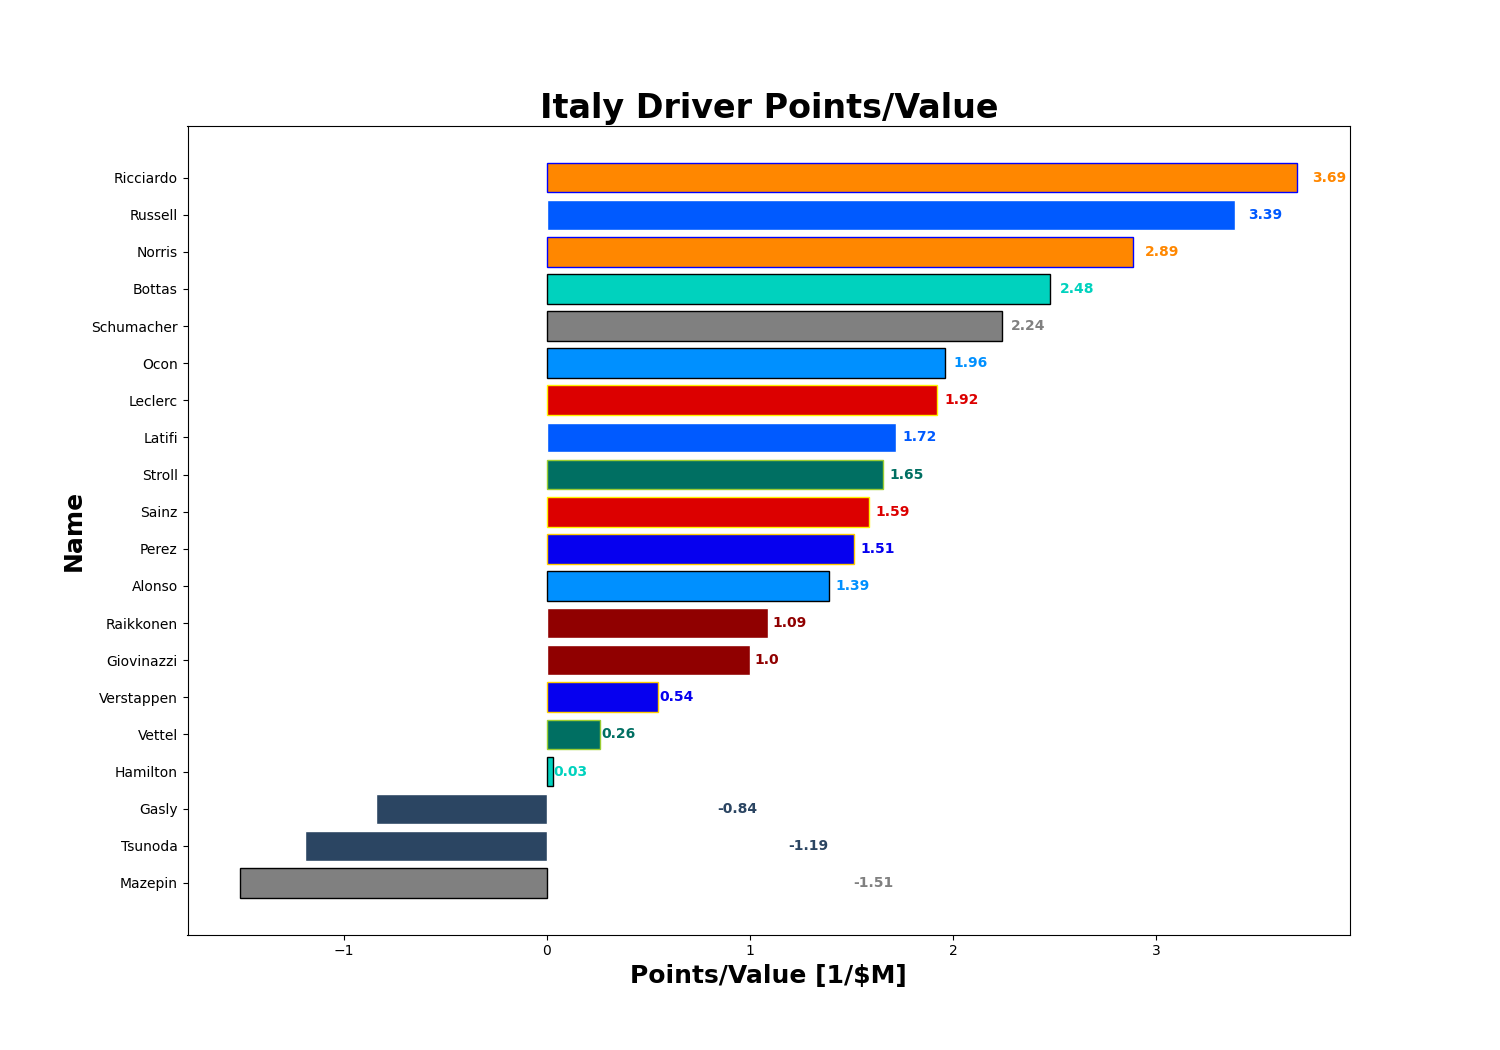 Italy Driver Points/Value
Ricciardo 3.69
Russell 3.39
Norris 2.89
Bottas 2.48
Schumacher 2.24
Ocon 1.96
Leclerc 1.92
Latifi 1.72
Stroll 1.65
Sainz 1.59
Perez 1.51
Alonso 1.39
Raikkonen 1.09
Giovinazzi 1.0
Verstappen 0.54
Vettel 0.26
Hamilton 0.03
Gasly -0.84
Tsunoda -1.19
Mazepin -1.51
Name
−1 0 1 2 3
Points/Value [1/$M]